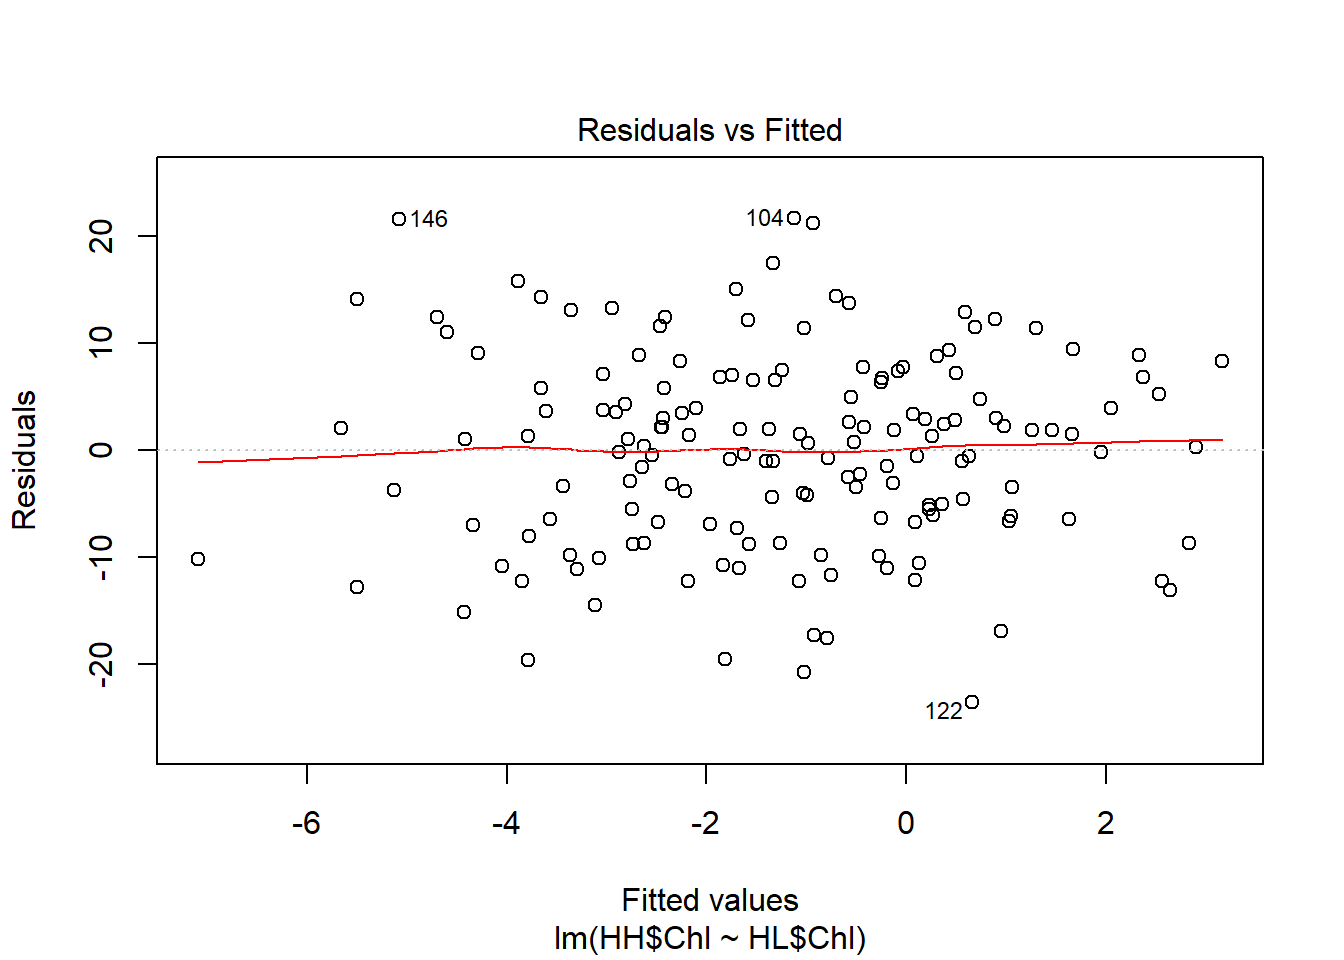 Residuals vs Fitted
Residuals
20
10
0
-10
-20
146
104
122
-6 -4 -2 0 2
Fitted values
lm(HH$Chl ~ HL$Chl)